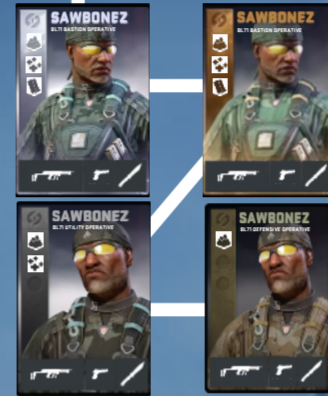 SAWBONEZ
BL71 BASTION OPERATIVE
SAWBONEZ
BL71 BASTION OPERATIVE
SAWBONEZ
BL71 UTILITY OPERATIVE
SAWBONEZ
BL71 DEFENSIVE OPERATIVE